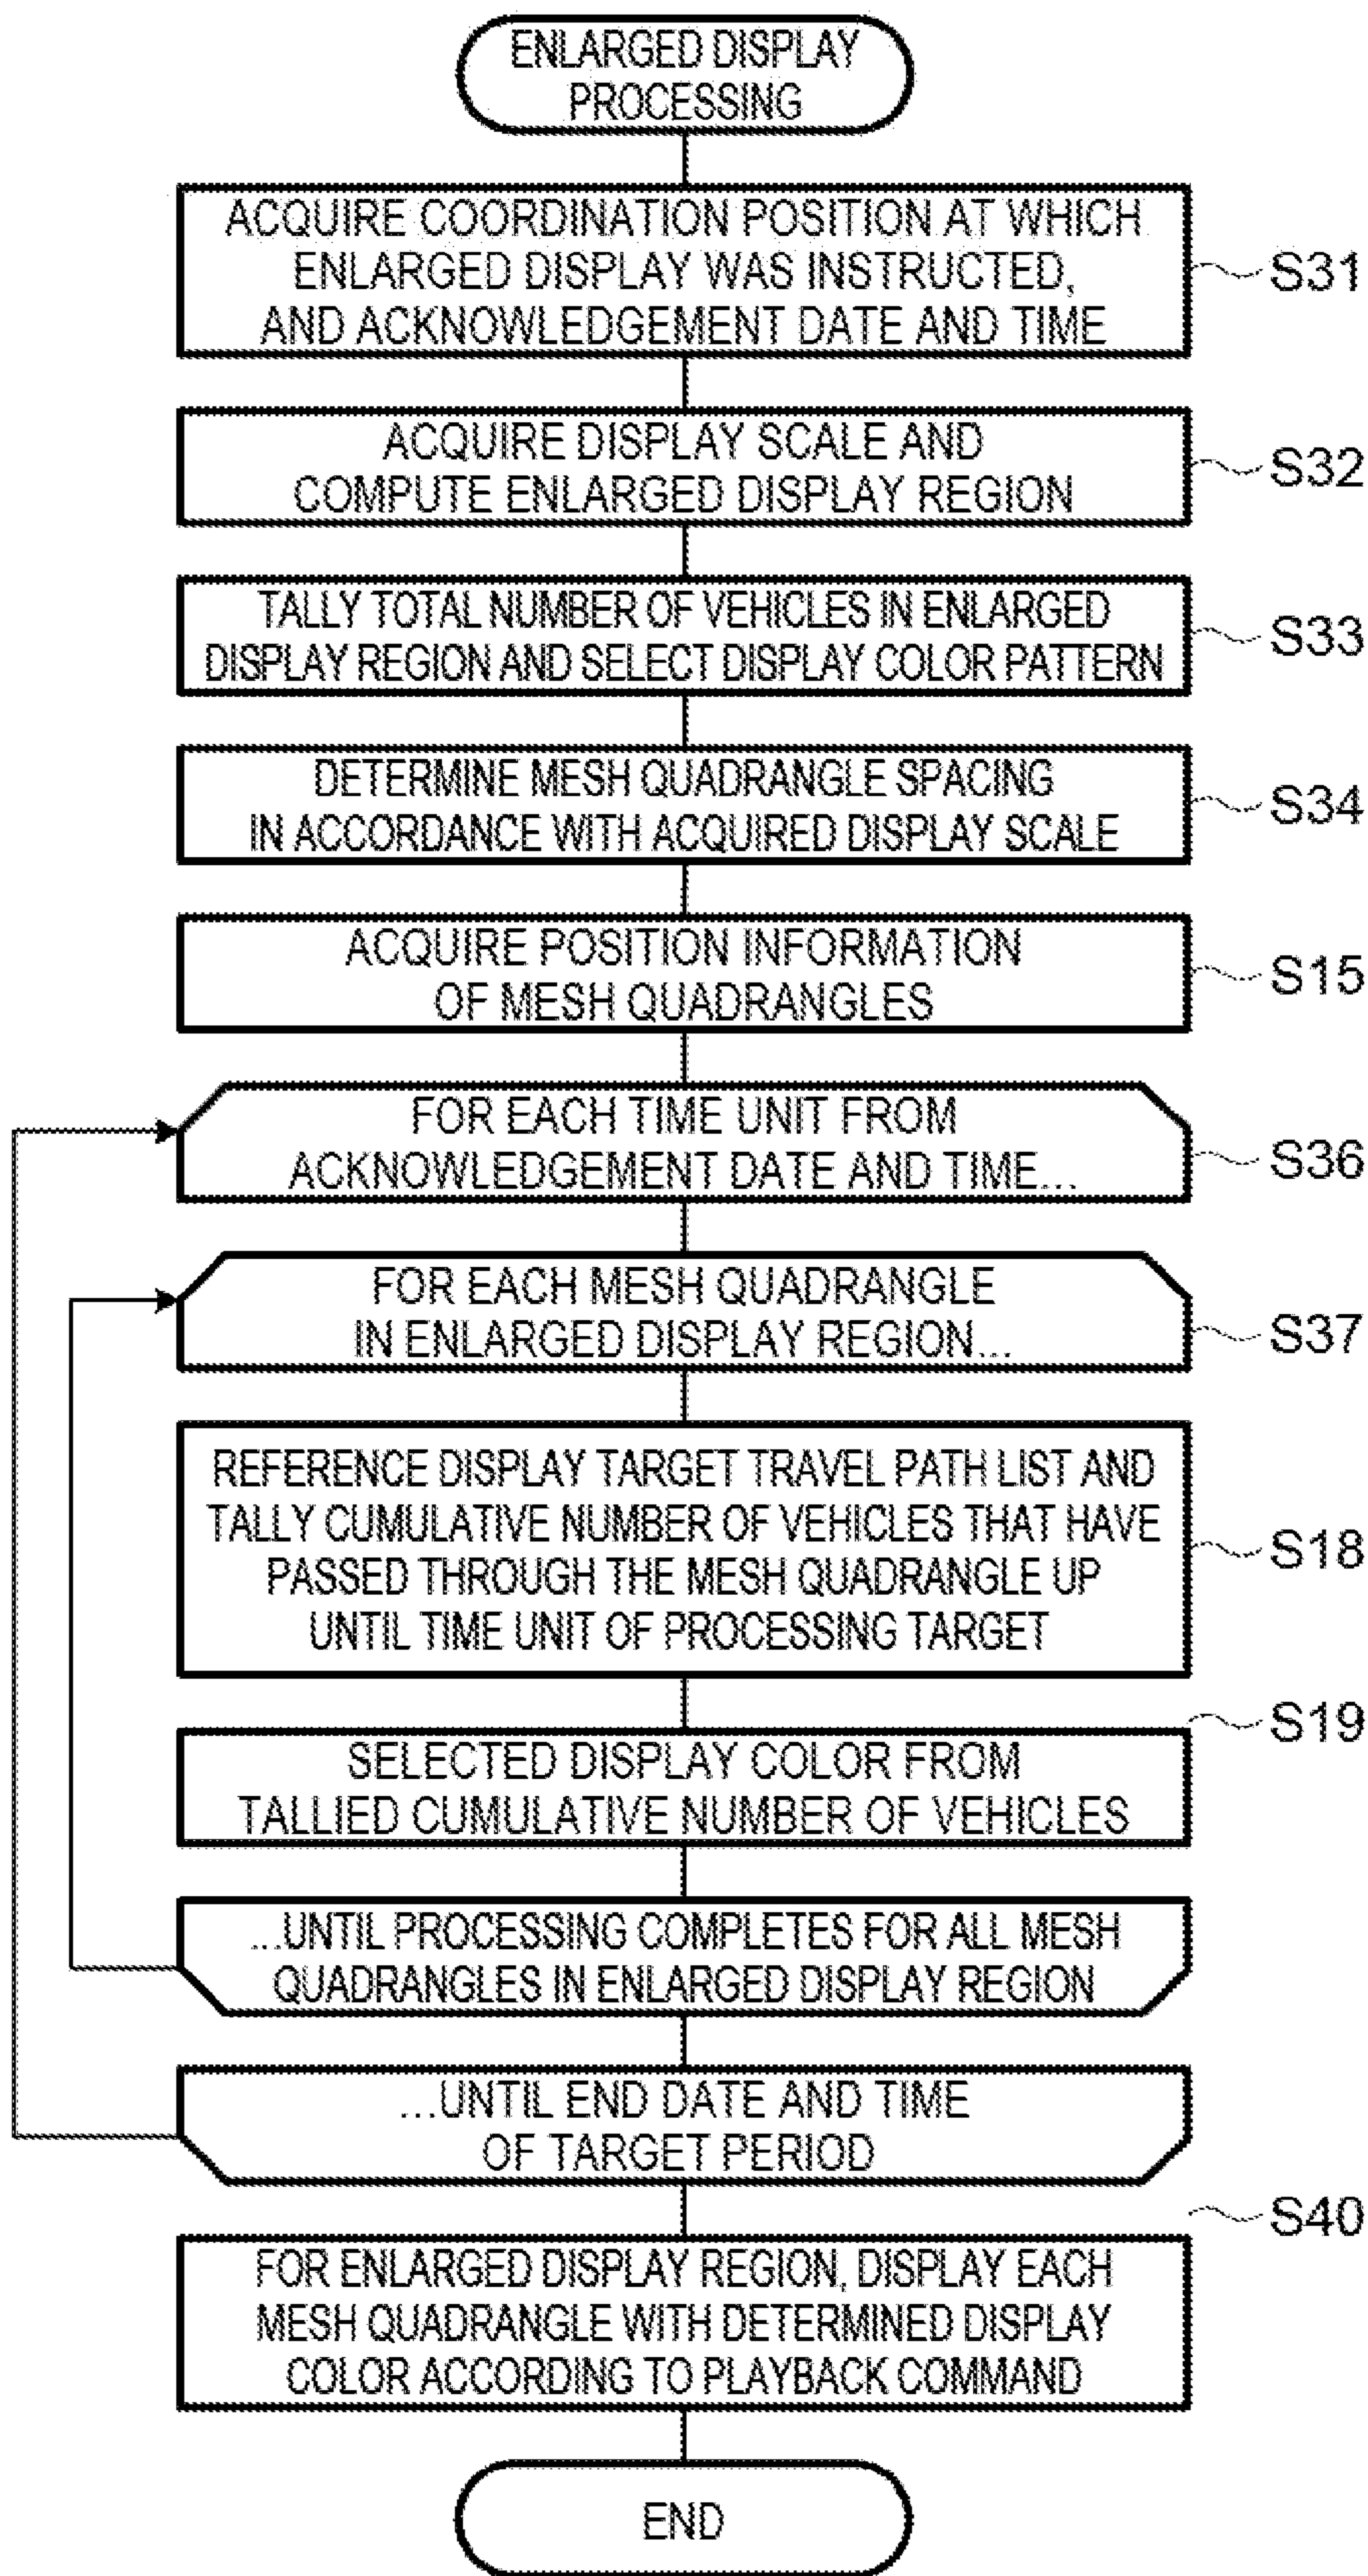 ENLARGED DISPLAY
PROCESSING
ACQUIRE COORDINATION POSITION AT WHICH
ENLARGED DISPLAY WAS INSTRUCTED,
AND ACKNOWLEDGEMENT DATE AND TIME
S31
ACQUIRE DISPLAY SCALE AND
COMPUTE ENLARGED DISPLAY REGION
S32
TALLY TOTAL NUMBER OF VEHICLES IN ENLARGED
DISPLAY REGION AND SELECT DISPLAY COLOR PATTERN
S33
DETERMINE MESH QUADRANGLE SPACING
IN ACCORDANCE WITH ACQUIRED DISPLAY SCALE
S34
ACQUIRE POSITION INFORMATION
OF MESH QUADRANGLES
S15
FOR EACH TIME UNIT FROM
ACKNOWLEDGEMENT DATE AND TIME...
S36
FOR EACH MESH QUADRANGLE
IN ENLARGED DISPLAY REGION...
S37
REFERENCE DISPLAY TARGET TRAVEL PATH LIST AND
TALLY CUMULATIVE NUMBER OF VEHICLES THAT HAVE
PASSED THROUGH THE MESH QUADRANGLE UP
UNTIL TIME UNIT OF PROCESSING TARGET
S18
S19
SELECTED DISPLAY COLOR FROM
TALLIED CUMULATIVE NUMBER OF VEHICLES
...UNTIL PROCESSING COMPLETES FOR ALL MESH
QUADRANGLES IN ENLARGED DISPLAY REGION
...UNTIL END DATE AND TIME
OF TARGET PERIOD
S40
FOR ENLARGED DISPLAY REGION, DISPLAY EACH
MESH QUADRANGLE WITH DETERMINED DISPLAY
COLOR ACCORDING TO PLAYBACK COMMAND
END